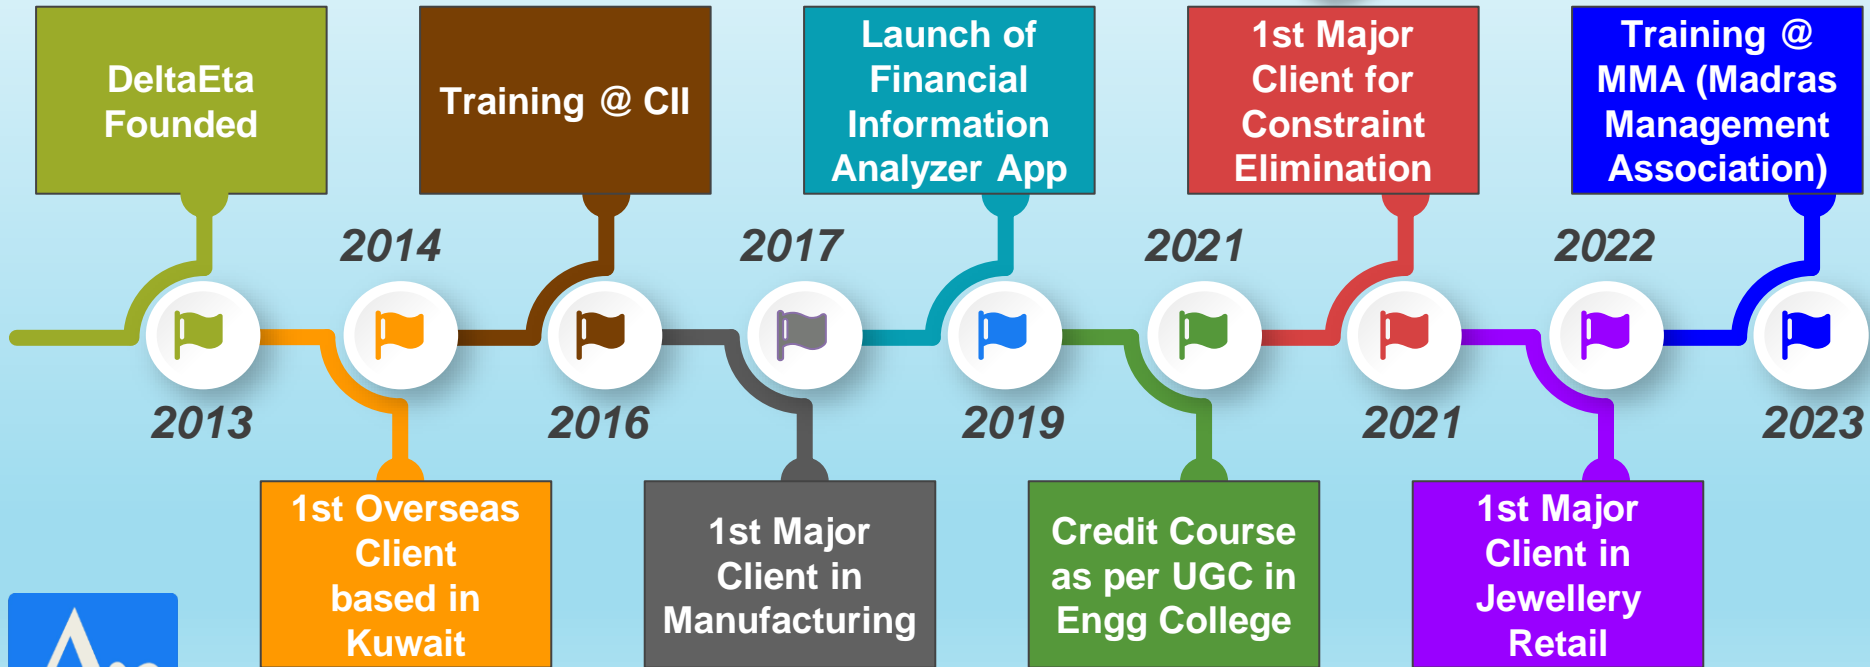 DeltaEta
Founded
Training @ CII
Launch of
Financial
Information
Analyzer App
1st Major
Client for
Constraint
Elimination
Training @
MMA (Madras
Management
Association)
2014
2017
2021
2022
2013
2016
2019
2021
2023
1st Overseas
Client
based in
Kuwait
1st Major
Client in
Manufacturing
Credit Course
as per UGC in
Engg College
1st Major
Client in
Jewellery
Retail